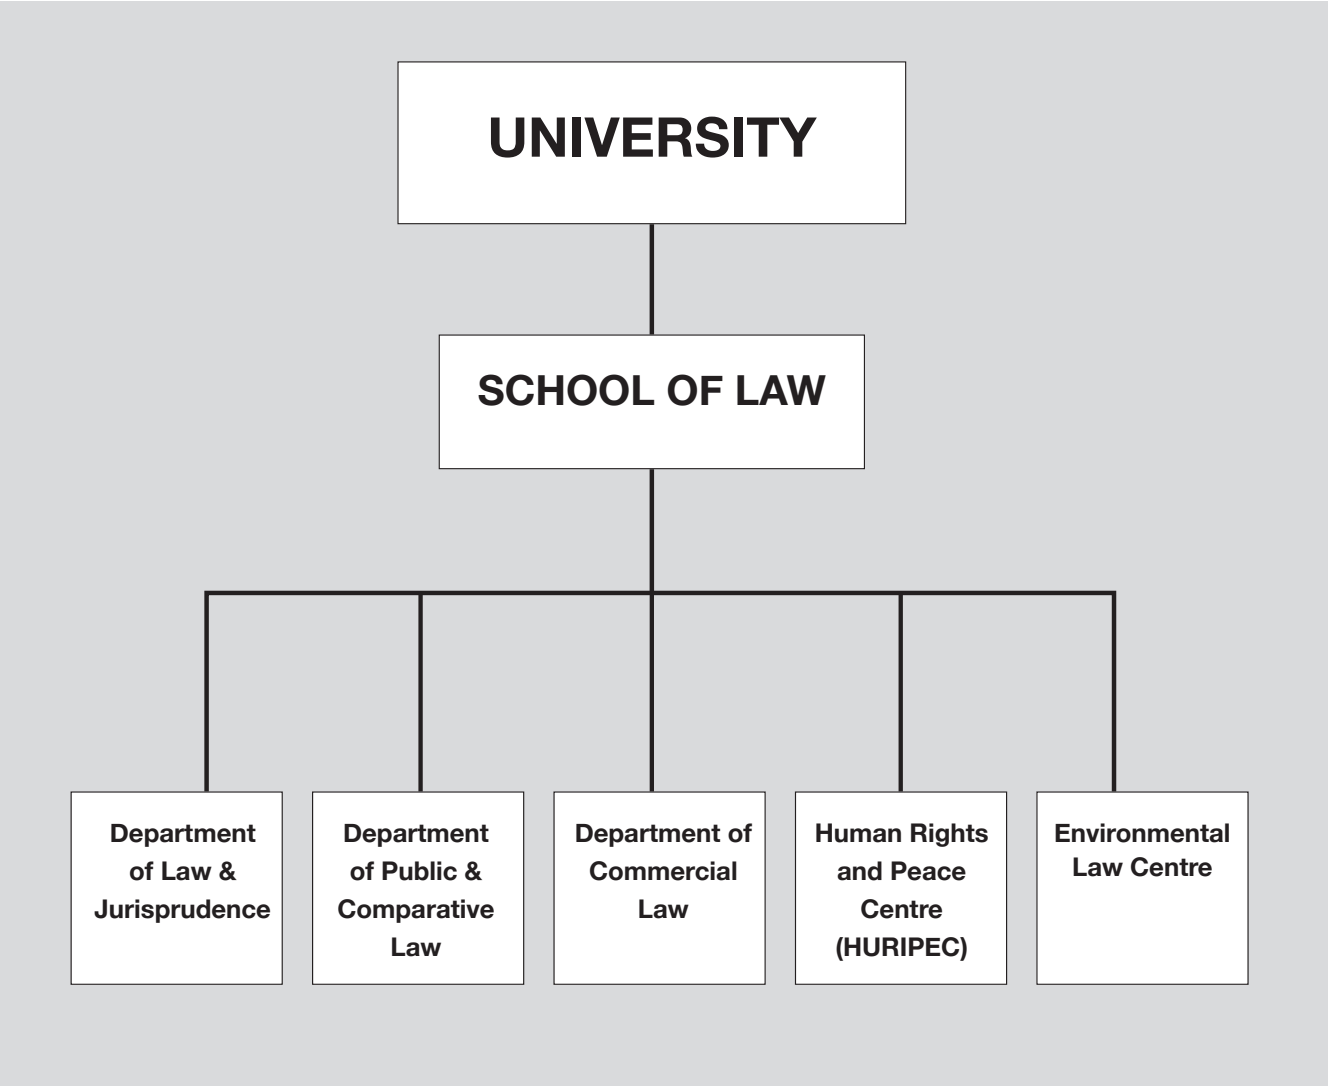 UNIVERSITY
SCHOOL OF LAW
Department
of Law &
Jurisprudence
Department
of Public &
Comparative
Law
Department of
Commercial
Law
Human Rights
and Peace
Centre
(HURIPEC)
Environmental
Law Centre